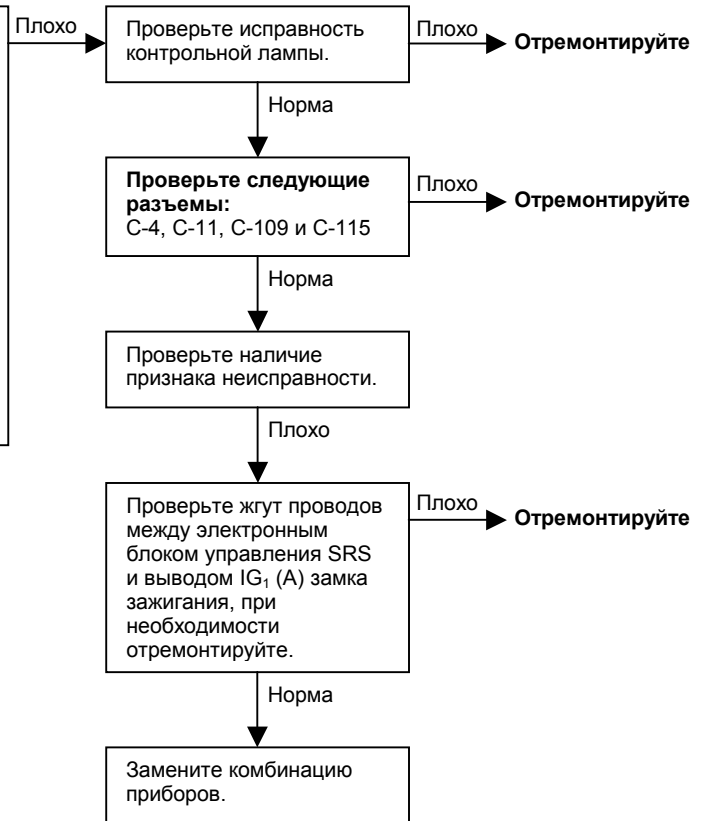 Плохо
Проверьте исправность
контрольной лампы.
Плохо
Отремонтируйте
Норма
Проверьте следующие
разъемы:
C-4, C-11, C-109 и C-115
Плохо
Отремонтируйте
Норма
Проверьте наличие
признака неисправности.
Плохо
Проверьте жгут проводов
между электронным
блоком управления SRS
и выводом IG₁ (A) замка
зажигания, при
необходимости
отремонтируйте.
Плохо
Отремонтируйте
Норма
Замените комбинацию
приборов.